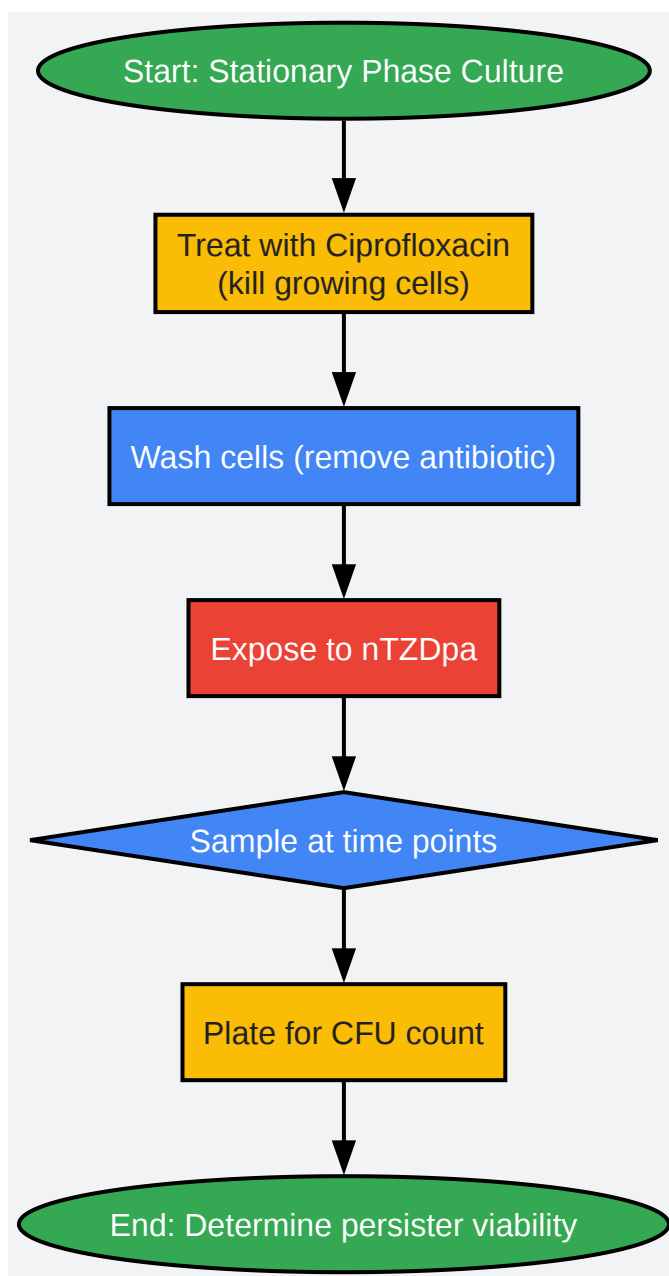 Start: Stationary Phase Culture
Treat with Ciprofloxacin
(kill growing cells)
Wash cells (remove antibiotic)
Expose to nTZDpa
Sample at time points
Plate for CFU count
End: Determine persister viability